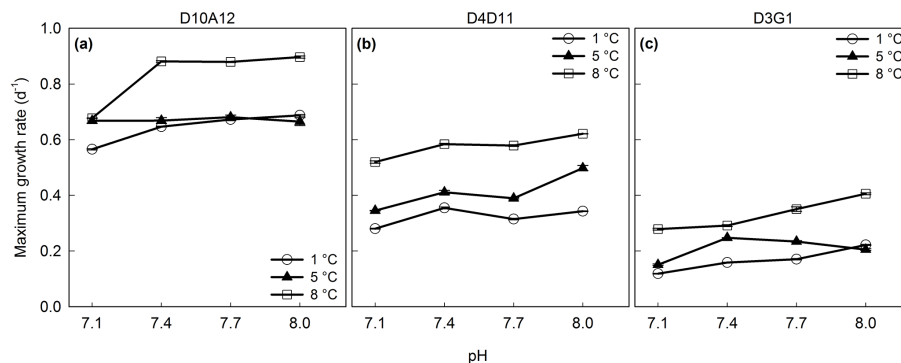 D10A12
D4D11
D3G1
Maximum growth rate (d⁻¹)
1.0
0.8
0.6
0.4
0.2
0.0
(a)
1 °C
5 °C
8 °C
7.1 7.4 7.7 8.0
(b)
1 °C
5 °C
8 °C
7.1 7.4 7.7 8.0
(c)
1 °C
5 °C
8 °C
7.1 7.4 7.7 8.0
pH